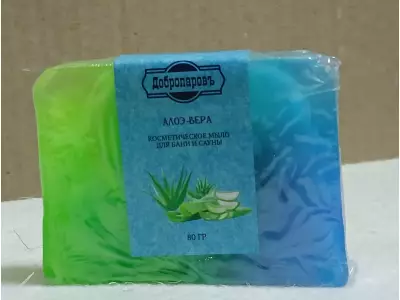 Добропаровъ
АЛОЭ-ВЕРА
КОСМЕТИЧЕСКОЕ МЫЛО
ДЛЯ БАНИ И САУНЫ
80 ГР